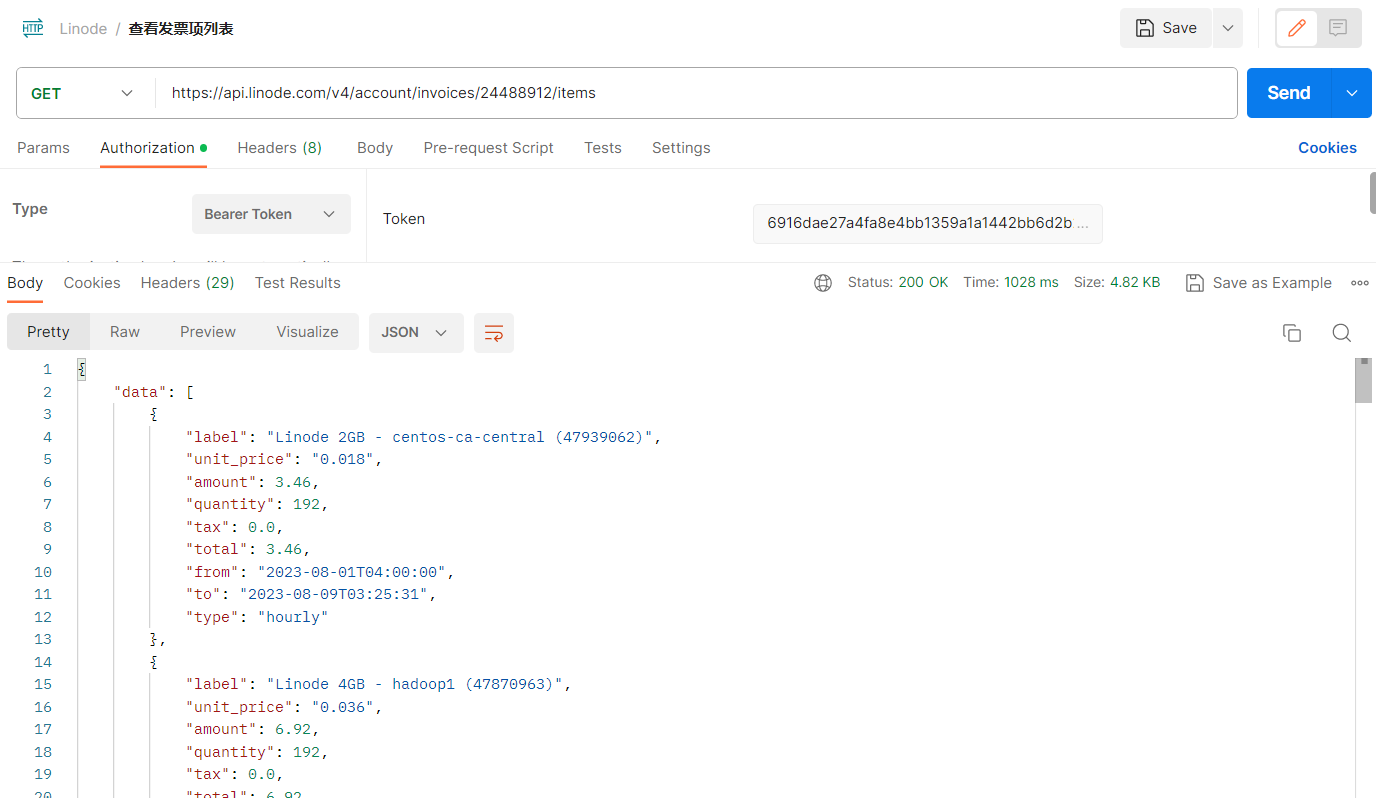 HTTP Linode / 查看发票项列表 Save
GET https://api.linode.com/v4/account/invoices/24488912/items Send
Params Authorization Headers (8) Body Pre-request Script Tests Settings Cookies
Type Bearer Token Token 6916dae27a4fa8e4bb1359a1a1442bb6d2b...
Body Cookies Headers (29) Test Results Status: 200 OK Time: 1028 ms Size: 4.82 KB Save as Example
Pretty Raw Preview Visualize JSON
1 {
2 "data": [
3 {
4 "label": "Linode 2GB - centos-ca-central (47939062)",
5 "unit_price": "0.018",
6 "amount": 3.46,
7 "quantity": 192,
8 "tax": 0.0,
9 "total": 3.46,
10 "from": "2023-08-01T04:00:00",
11 "to": "2023-08-09T03:25:31",
12 "type": "hourly"
13 },
14 {
15 "label": "Linode 4GB - hadoop1 (47870963)",
16 "unit_price": "0.036",
17 "amount": 6.92,
18 "quantity": 192,
19 "tax": 0.0,
20 "total": 6.92